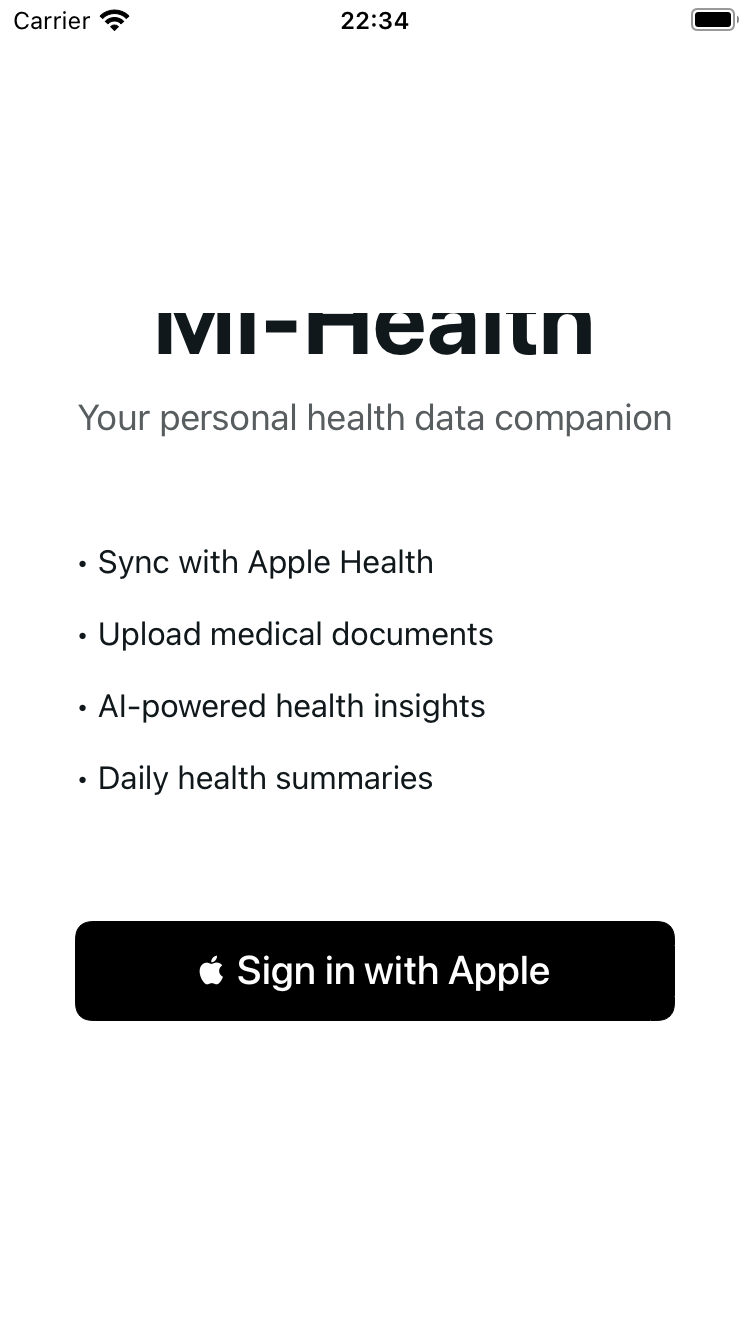 Carrier
22:34
Mi-Health
Your personal health data companion
• Sync with Apple Health
• Upload medical documents
• AI-powered health insights
• Daily health summaries
Sign in with Apple